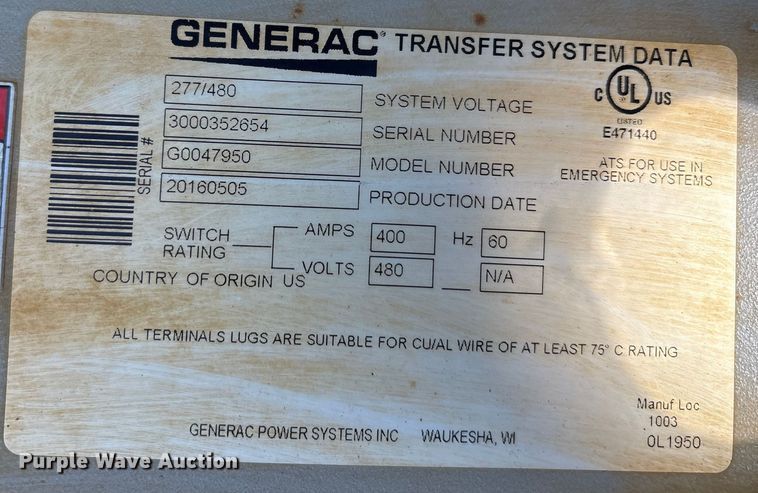 GENERAC® TRANSFER SYSTEM DATA
277/480 SYSTEM VOLTAGE
3000352654 SERIAL NUMBER
G0047950 MODEL NUMBER
20160505 PRODUCTION DATE
SERIAL #
C UL US
LISTED
E471440
ATS FOR USE IN
EMERGENCY SYSTEMS
SWITCH
RATING
AMPS 400 Hz 60
VOLTS 480 N/A
COUNTRY OF ORIGIN US
ALL TERMINALS LUGS ARE SUITABLE FOR CU/AL WIRE OF AT LEAST 75° C RATING
GENERAC POWER SYSTEMS INC WAUKESHA, WI
Manuf Loc
1003
0L1950
Purple Wave Auction